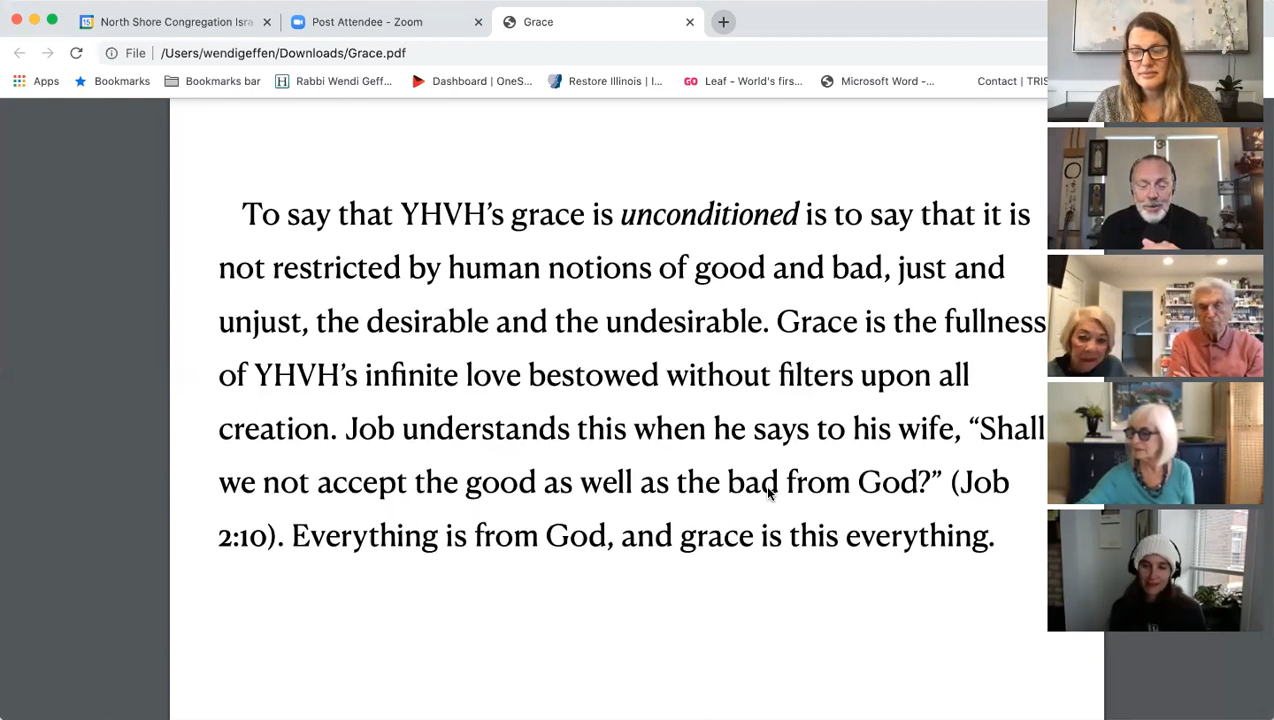 North Shore Congregation Isra
Post Attendee - Zoom
Grace
File
/Users/wendigeffen/Downloads/Grace.pdf
Apps
Bookmarks
Bookmarks bar
Rabbi Wendi Geff...
Dashboard | OneS...
Restore Illinois | I...
GO Leaf - World's firs...
Microsoft Word -...
Contact | TRIS
To say that YHVH’s grace is unconditioned is to say that it is
not restricted by human notions of good and bad, just and
unjust, the desirable and the undesirable. Grace is the fullness
of YHVH’s infinite love bestowed without filters upon all
creation. Job understands this when he says to his wife, “Shall
we not accept the good as well as the bad from God?” (Job
2:10). Everything is from God, and grace is this everything.